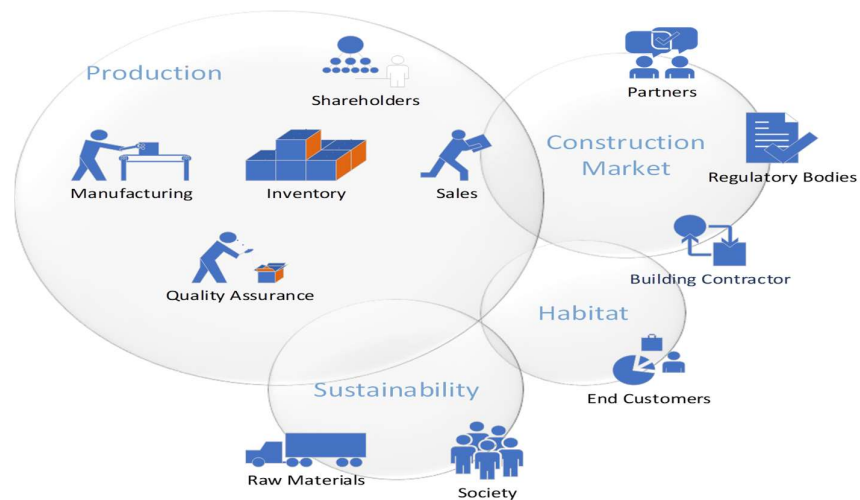 Production
Shareholders
Partners
Construction
Market
Regulatory Bodies
Manufacturing
Inventory
Sales
Building Contractor
Quality Assurance
Habitat
Sustainability
End Customers
Raw Materials
Society